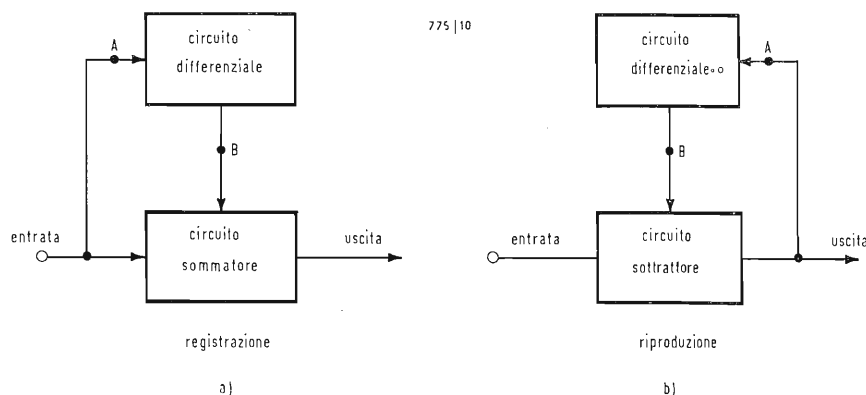 775|10
A
circuito
differenziale
B
entrata
circuito
sommatore
uscita
registrazione
a)
circuito
differenziale
A
B
entrata
circuito
sottrattore
uscita
riproduzione
b)